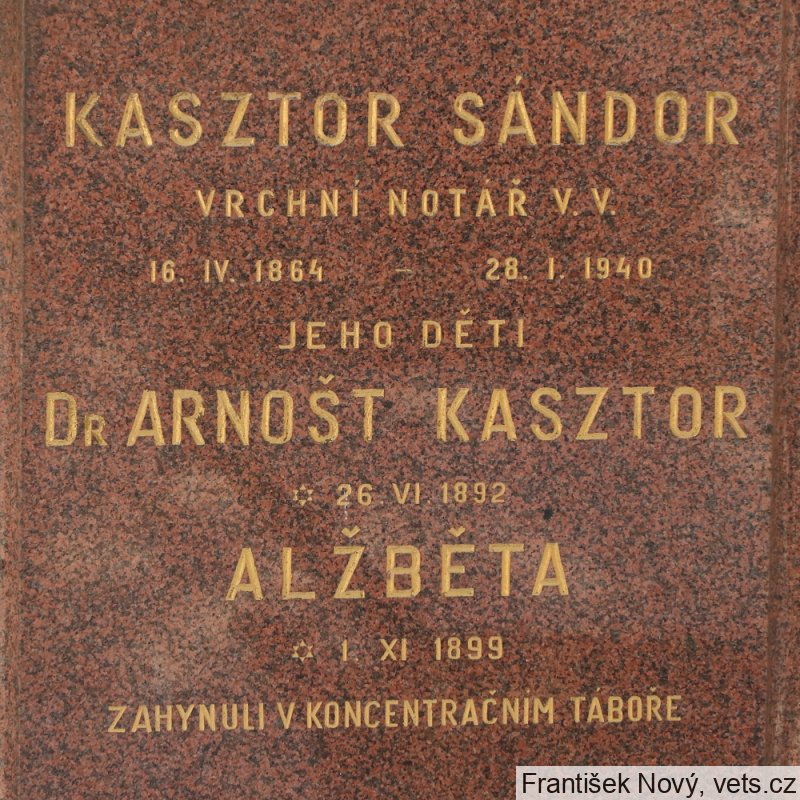 KASZTOR SÁNDOR
VRCHNÍ NOTÁŘ V. V.
16. IV. 1864 – 28. I. 1940
JEHO DĚTI
DR ARNOŠT KASZTOR
✡ 26 VI 1892
ALŽBĚTA
✡ 1. XI 1899
ZAHYNULI V KONCENTRAČNÍM TÁBOŘE
František Nový, vets.cz